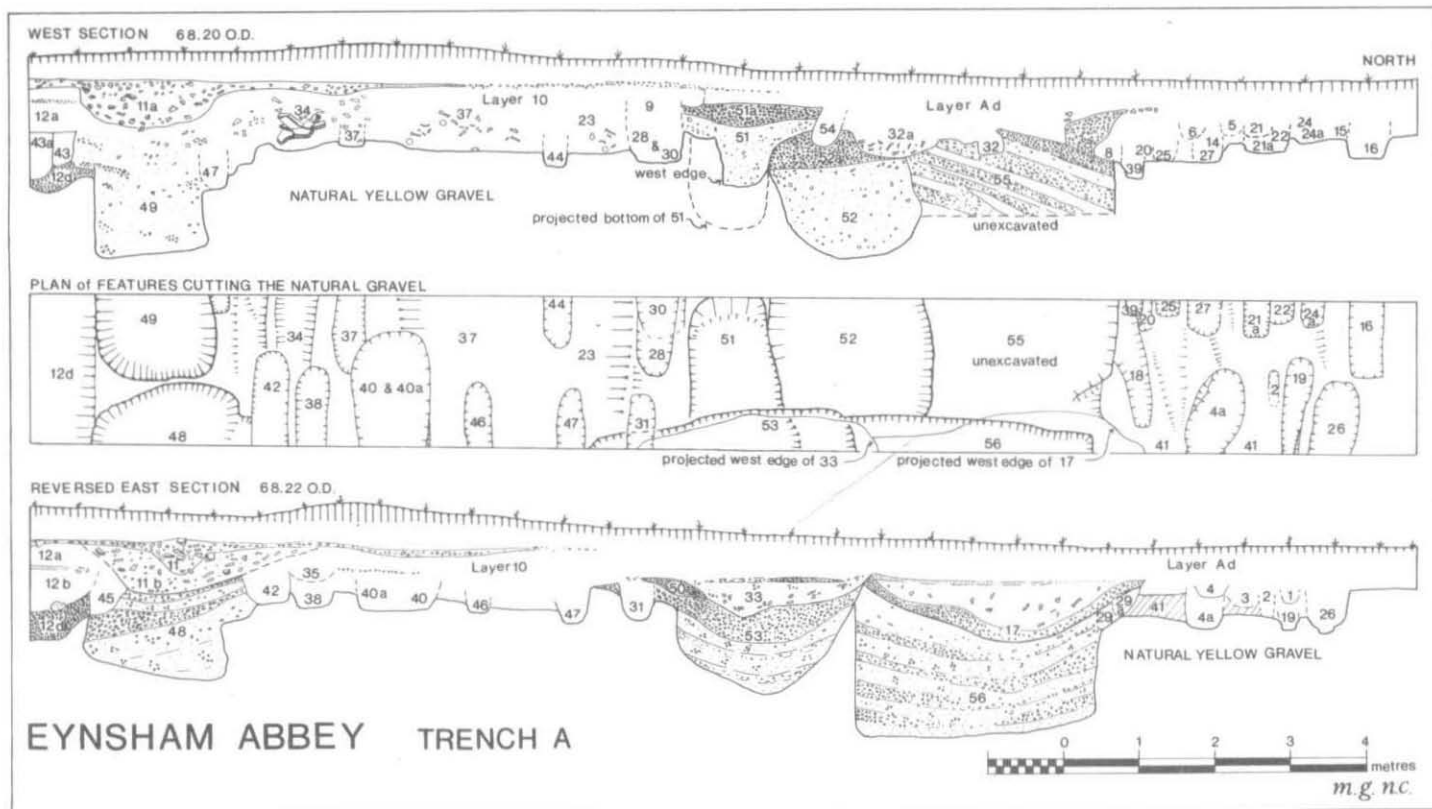 WEST SECTION 68.20 O.D.
NORTH
11a
12a
43a
43
12d
49
47
34
37
Layer 10
37
23
44
9
28 & 30
51a
51
west edge
projected bottom of 51
54
52
32a
Layer Ad
32
55
unexcavated
8
39
20
25
6
14
27
5
21
21a
22
24
24a
15
16
NATURAL YELLOW GRAVEL
PLAN of FEATURES CUTTING THE NATURAL GRAVEL
12d
49
48
34
42
38
37
40 & 40a
37
46
44
47
23
30
28
31
51
52
53
55
unexcavated
56
projected west edge of 33
projected west edge of 17
39
20
25
27
21a
22
24a
16
18
4a
2
19
26
41
41
REVERSED EAST SECTION 68.22 O.D.
12a
12b
12d
45
11
11b
48
42
35
38
40a
40
46
Layer 10
47
31
50a
33
53
17
56
29
29
41
Layer Ad
4
4a
3
2
1
19
26
NATURAL YELLOW GRAVEL
EYNSHAM ABBEY TRENCH A
0 1 2 3 4
metres
m.g. n.c.